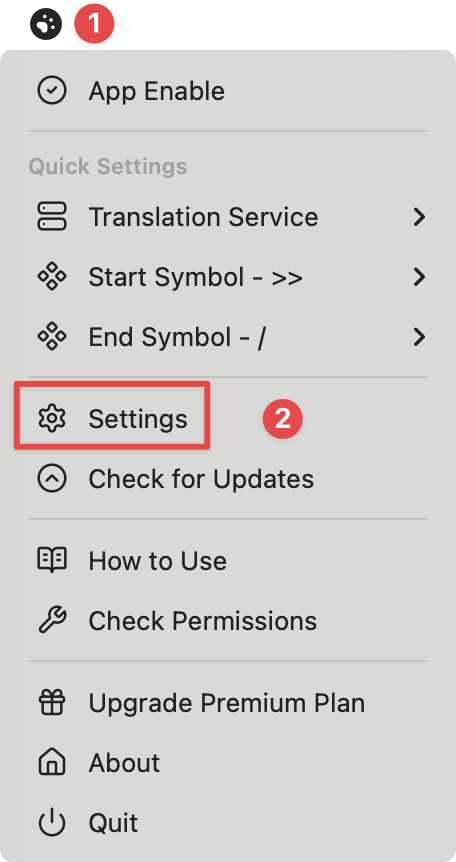 1
App Enable
Quick Settings
Translation Service
Start Symbol - >>
End Symbol - /
Settings
2
Check for Updates
How to Use
Check Permissions
Upgrade Premium Plan
About
Quit